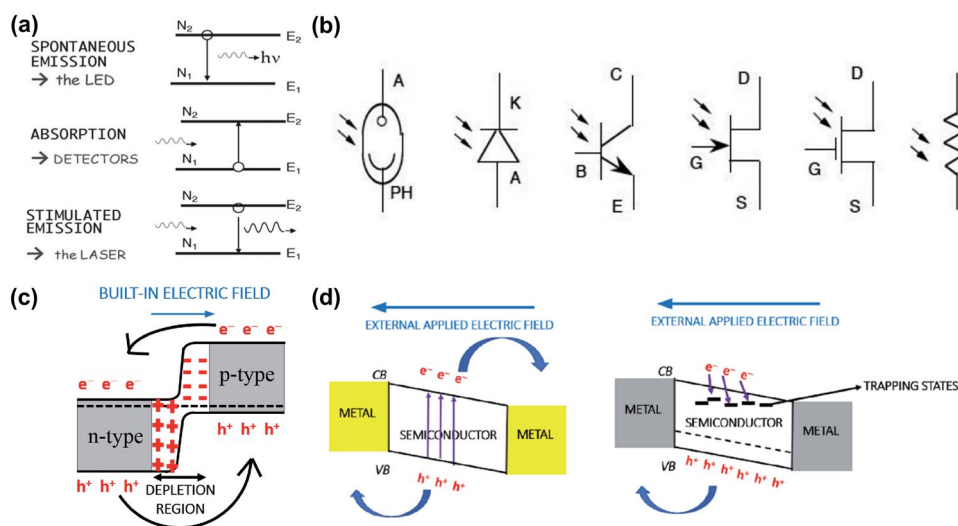 (a)
SPONTANEOUS
EMISSION
→ the LED
N₂
E₂
hν
N₁
E₁
ABSORPTION
→ DETECTORS
N₂
E₂
N₁
E₁
STIMULATED
EMISSION
→ the LASER
N₂
E₂
N₁
E₁
(b)
A
PH
K
A
C
B
E
D
G
S
D
G
S
(c)
BUILT-IN ELECTRIC FIELD
e⁻ e⁻ e⁻
p-type
e⁻ e⁻ e⁻
n-type
h⁺ h⁺ h⁺
h⁺ h⁺ h⁺
DEPLETION
REGION
(d)
EXTERNAL APPLIED ELECTRIC FIELD
e⁻ e⁻ e⁻
CB
METAL
SEMICONDUCTOR
METAL
VB
h⁺ h⁺ h⁺
EXTERNAL APPLIED ELECTRIC FIELD
e⁻ e⁻ e⁻
CB
TRAPPING STATES
METAL
SEMICONDUCTOR
METAL
VB
h⁺ h⁺ h⁺ h⁺ h⁺ h⁺